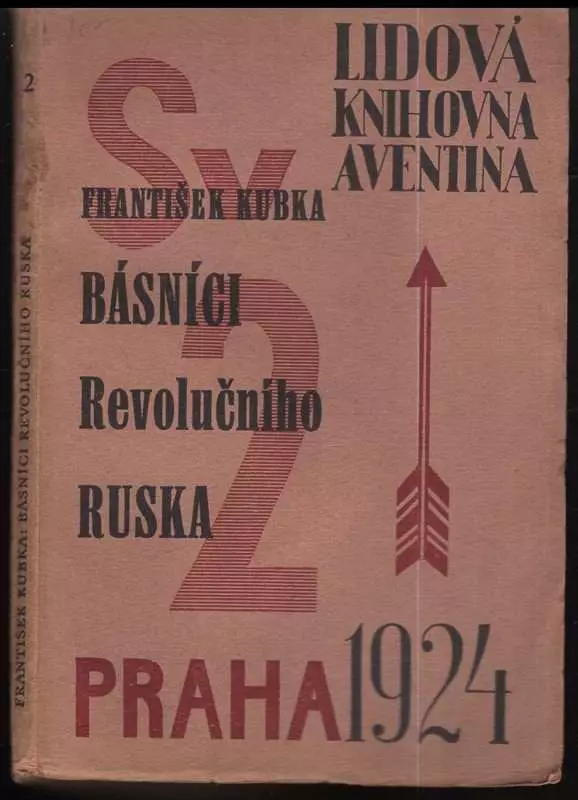 2
FRANTIŠEK KUBKA: BÁSNÍCI REVOLUČNÍHO RUSKA
LIDOVÁ
KNIHOVNA
AVENTINA
Sv
2
FRANTIŠEK KUBKA
BÁSNÍCI
Revolučního
RUSKA
PRAHA 1924